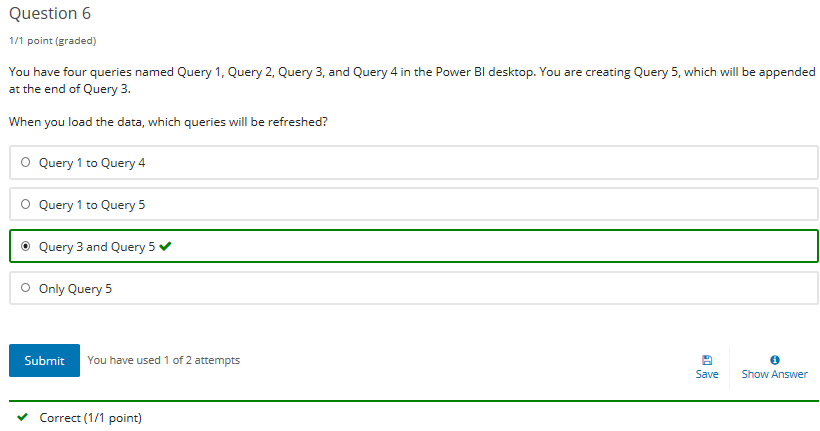 Question 6
1/1 point (graded)
You have four queries named Query 1, Query 2, Query 3, and Query 4 in the Power BI desktop. You are creating Query 5, which will be appended
at the end of Query 3.
When you load the data, which queries will be refreshed?
Query 1 to Query 4
Query 1 to Query 5
Query 3 and Query 5
Only Query 5
Submit You have used 1 of 2 attempts
Save Show Answer
Correct (1/1 point)